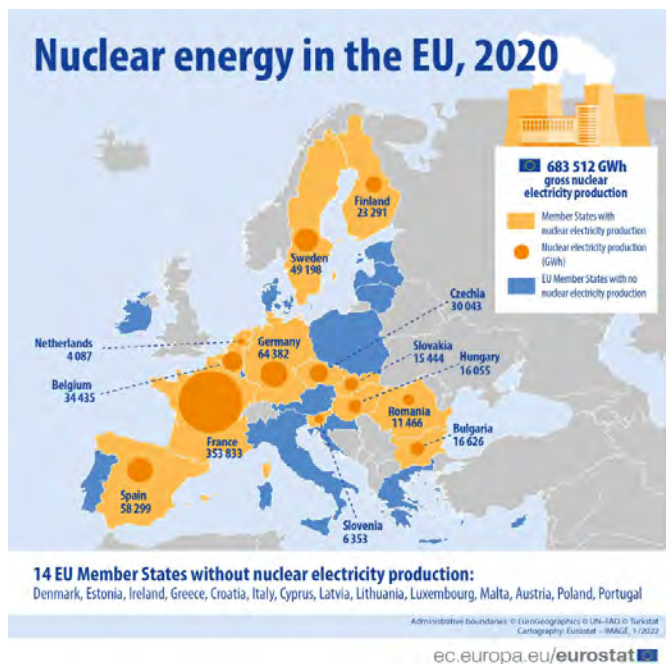 Nuclear energy in the EU, 2020
683 512 GWh
gross nuclear
electricity production
Member States with
nuclear electricity production
Nuclear electricity production
(GWh)
EU Member States with no
nuclear electricity production
Finland
23 291
Sweden
49 198
Czechia
30 043
Netherlands
4 087
Germany
64 382
Slovakia
15 444
Hungary
16 055
Belgium
34 435
Romania
11 466
Bulgaria
16 626
France
353 833
Spain
58 299
Slovenia
6 353
14 EU Member States without nuclear electricity production:
Denmark, Estonia, Ireland, Greece, Croatia, Italy, Cyprus, Latvia, Lithuania, Luxembourg, Malta, Austria, Poland, Portugal
Administrative boundaries: © EuroGeographics © UN–FAO © Turkstat
Cartography: Eurostat – IMAGE, 1/2022
ec.europa.eu/eurostat